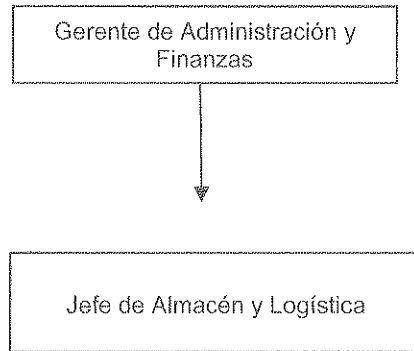 Gerente de Administración y
Finanzas
Jefe de Almacén y Logística